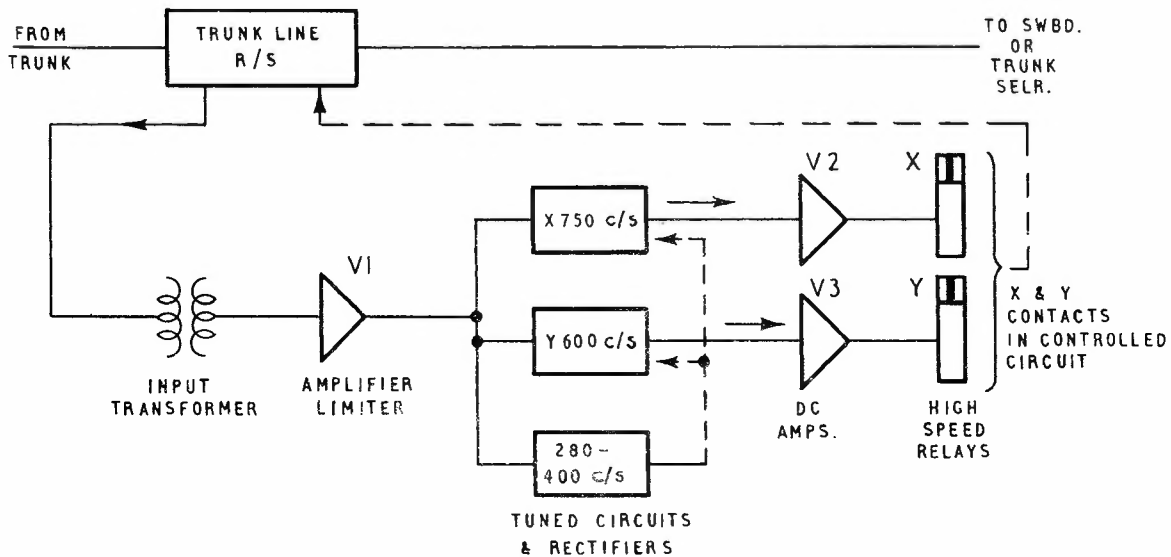 FROM
TRUNK
TRUNK LINE
R/S
TO SWBD.
OR
TRUNK
SELR.
V1
INPUT
TRANSFORMER
AMPLIFIER
LIMITER
X 750 c/s
Y 600 c/s
280-
400 c/s
TUNED CIRCUITS
& RECTIFIERS
V2
V3
DC
AMPS.
X
Y
HIGH
SPEED
RELAYS
X & Y
CONTACTS
IN CONTROLLED
CIRCUIT